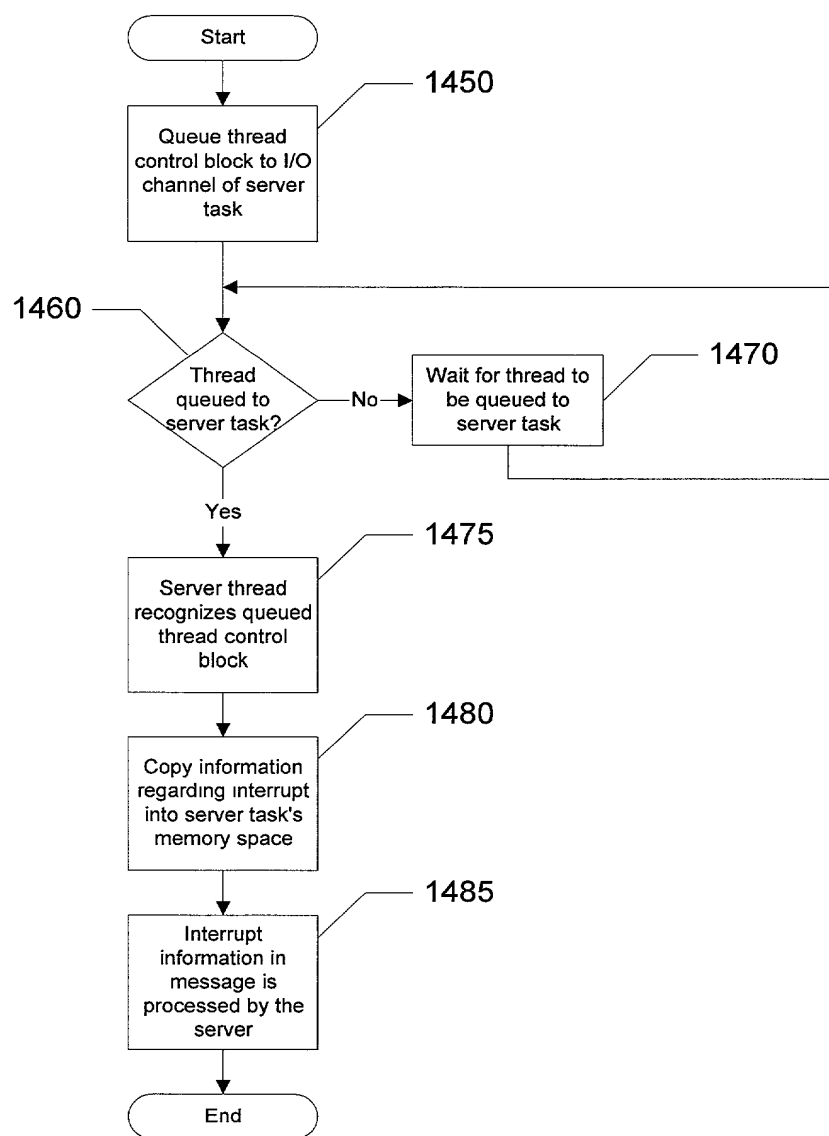 Start
1450
Queue thread
control block to I/O
channel of server
task
1460
Thread
queued to
server task?
No
Wait for thread to
be queued to
server task
1470
Yes
1475
Server thread
recognizes queued
thread control
block
1480
Copy information
regarding interrupt
into server task's
memory space
1485
Interrupt
information in
message is
processed by the
server
End